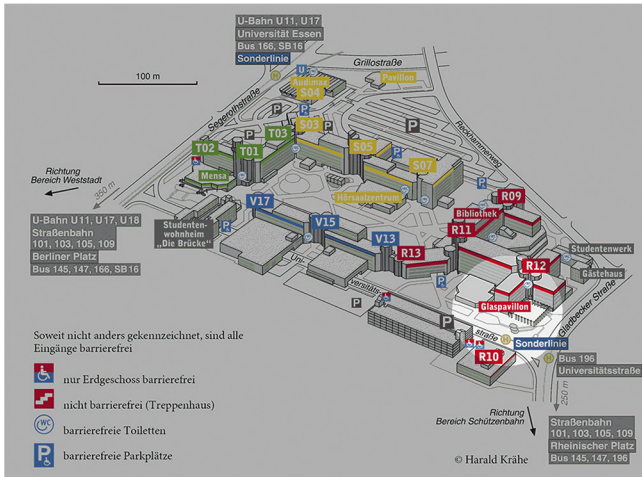 U-Bahn U11, U17
Universität Essen
Bus 166, SB16
Sonderlinie
H
100 m
Segerothstraße
Grillostraße
Reckhammerweg
U
Audimax
S04
Pavillon
P
S03
T03
T02
T01
S05
S07
Mensa
Hörsaalzentrum
Richtung
Bereich Weststadt
350 m
U-Bahn U11, U17, U18
Straßenbahn
101, 103, 105, 109
Berliner Platz
Bus 145, 147, 166, SB16
Studenten-
wohnheim
„Die Brücke“
V17
V15
V13
R13
R09
Bibliothek
R11
R12
Studentenwerk
Gästehaus
Glaspavillon
Uni-
versitäts
straße
Gladbecker Straße
H
Sonderlinie
R10
H
Bus 196
Universitätsstraße
250 m
Richtung
Bereich Schützenbahn
Straßenbahn
101, 103, 105, 109
Rheinischer Platz
Bus 145, 147, 196
Soweit nicht anders gekennzeichnet, sind alle
Eingänge barrierefrei
nur Erdgeschoss barrierefrei
nicht barrierefrei (Treppenhaus)
WC barrierefreie Toiletten
P barrierefreie Parkplätze
© Harald Krähe